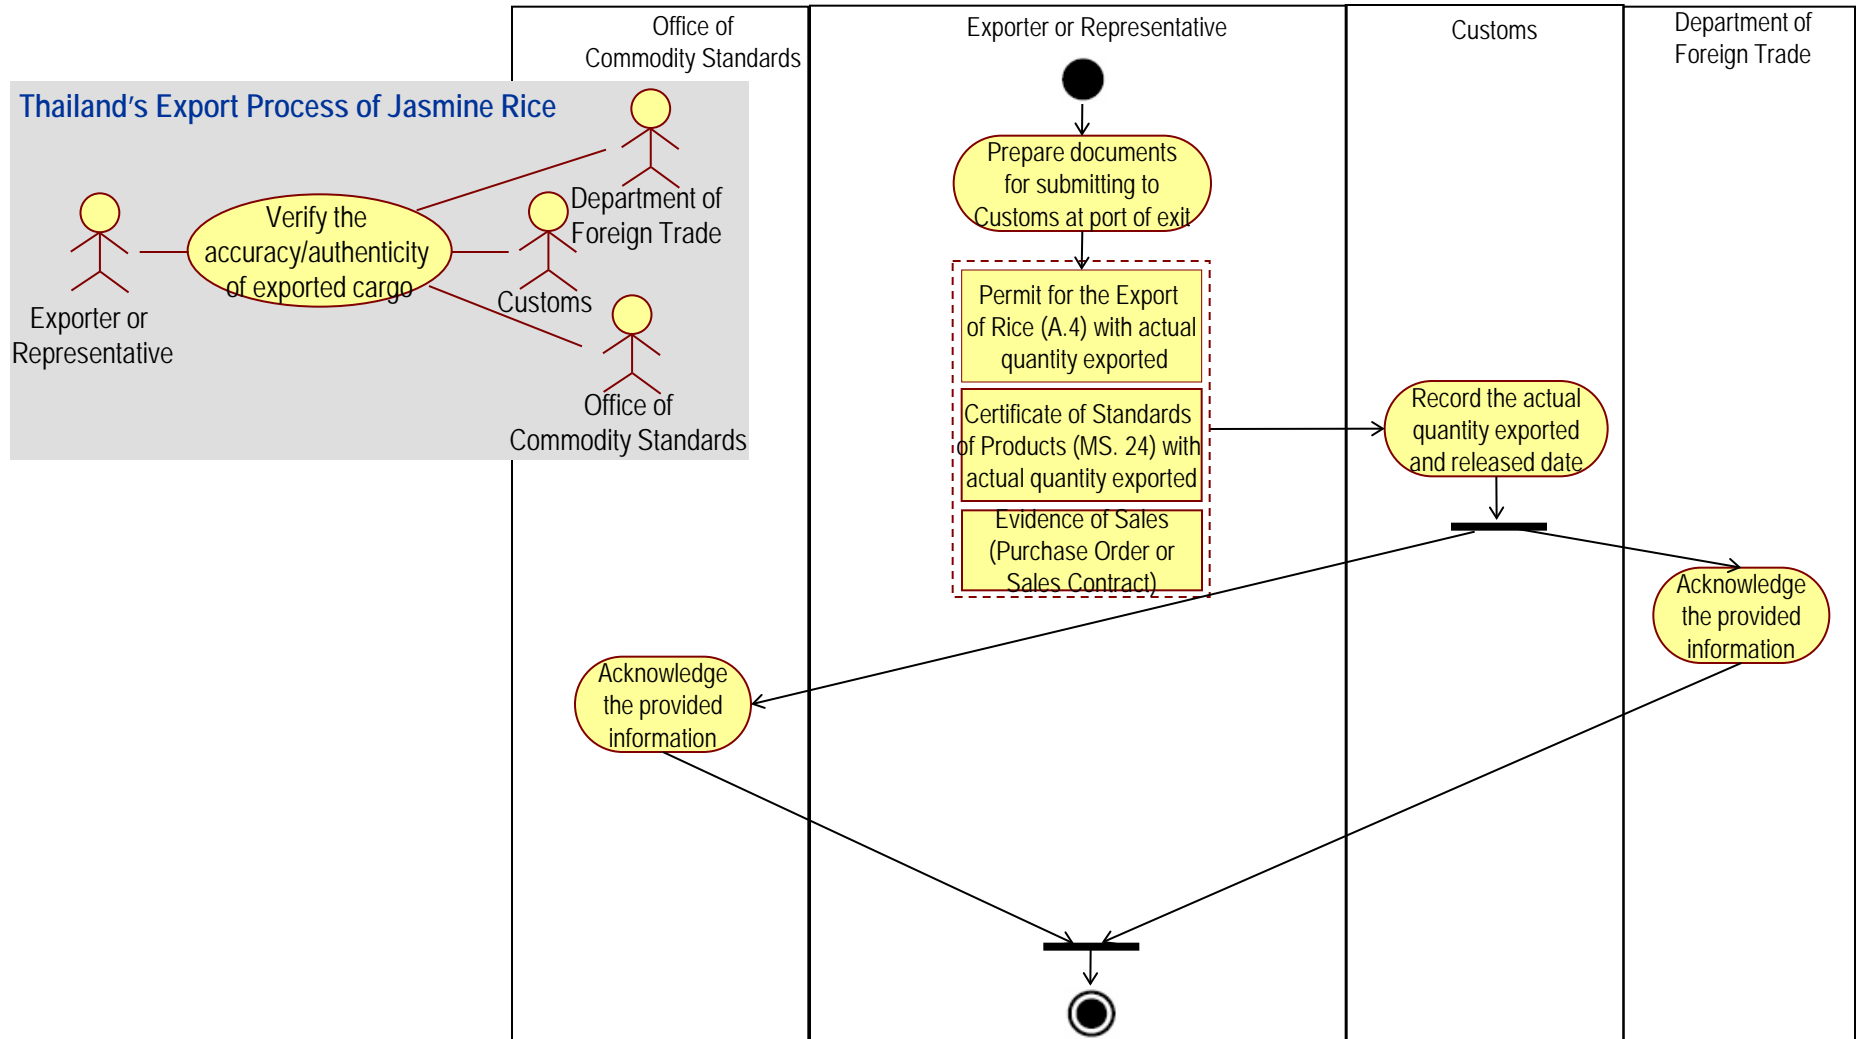 Office of
Commodity Standards
Exporter or Representative
Customs
Department of
Foreign Trade
Thailand's Export Process of Jasmine Rice
Department of
Foreign Trade
Verify the
accuracy/authenticity
of exported cargo
Customs
Exporter or
Representative
Office of
Commodity Standards
Prepare documents
for submitting to
Customs at port of exit
Permit for the Export
of Rice (A.4) with actual
quantity exported
Certificate of Standards
of Products (MS. 24) with
actual quantity exported
Evidence of Sales
(Purchase Order or
Sales Contract)
Record the actual
quantity exported
and released date
Acknowledge
the provided
information
Acknowledge
the provided
information